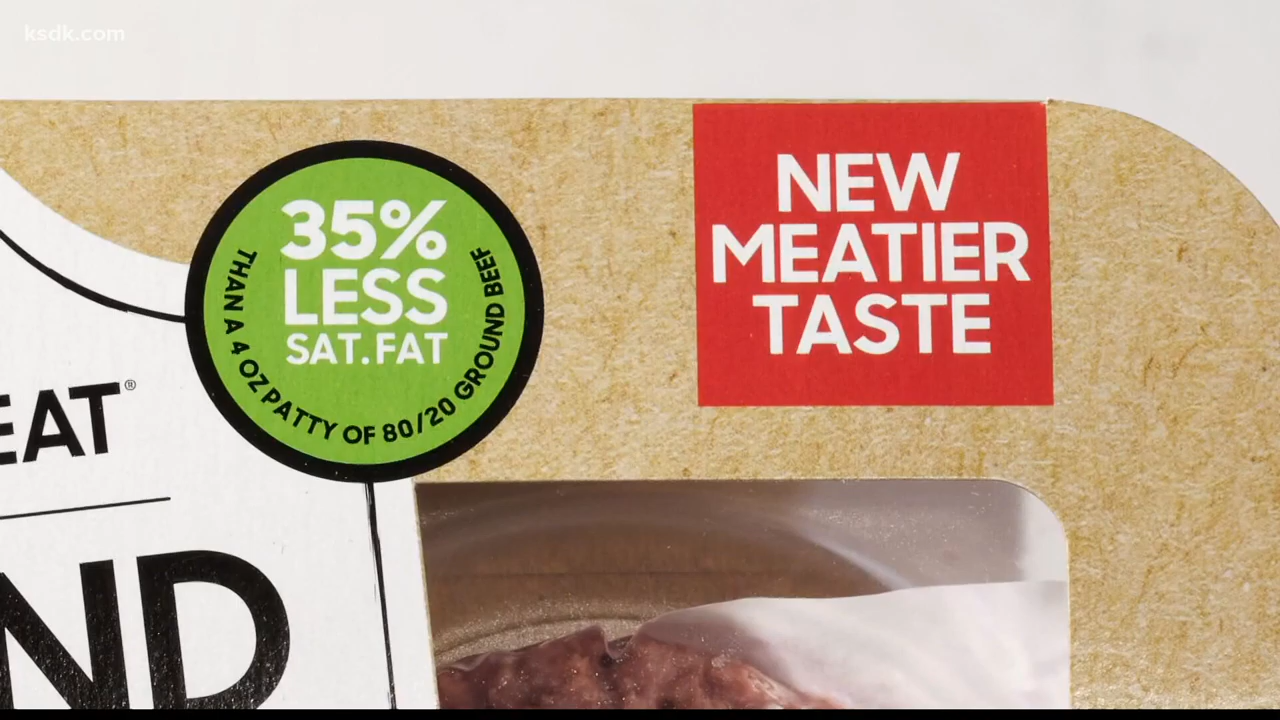 ksdk.com
35%
LESS
SAT.FAT
THAN A 4 OZ PATTY OF 80/20 GROUND BEEF
NEW
MEATIER
TASTE
EAT®
ND